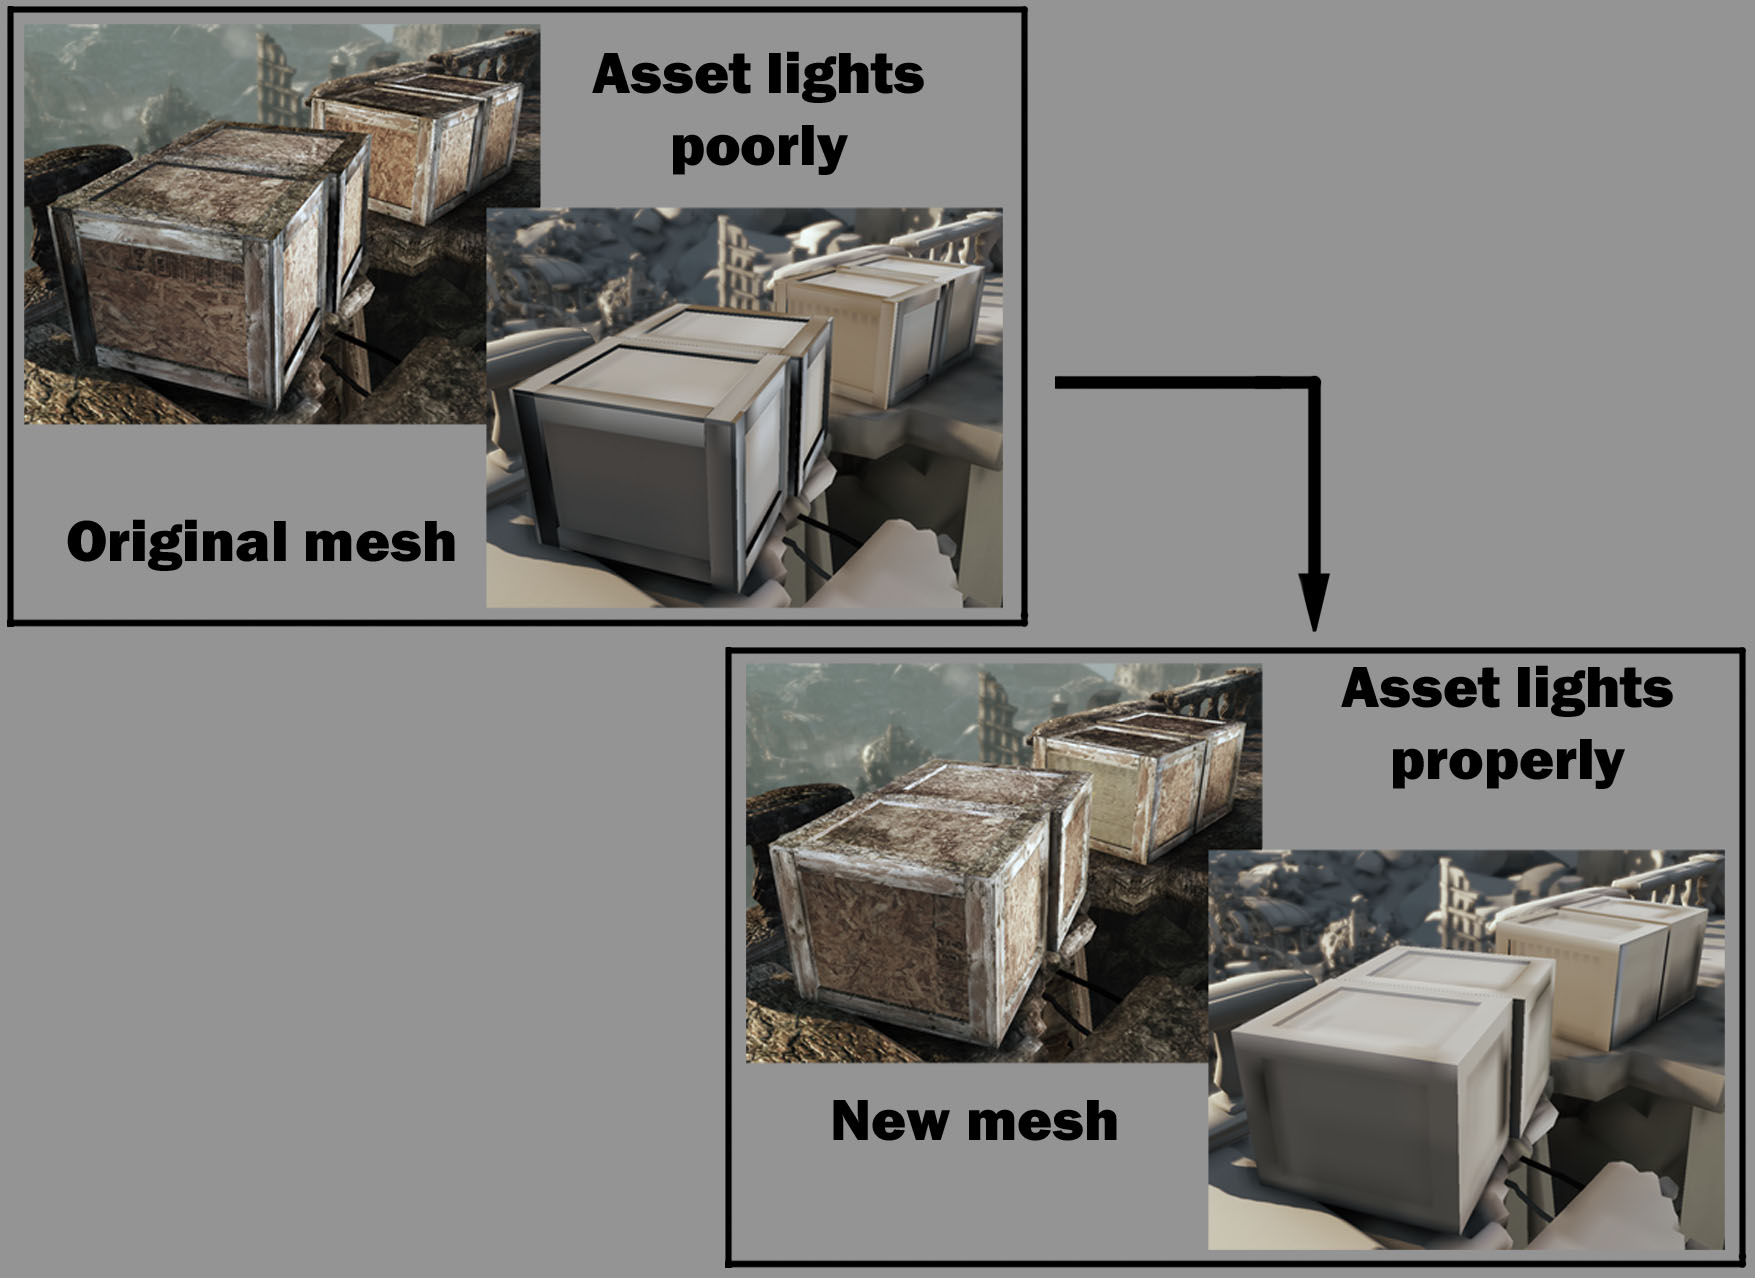 Asset lights
poorly
Original mesh
Asset lights
properly
New mesh